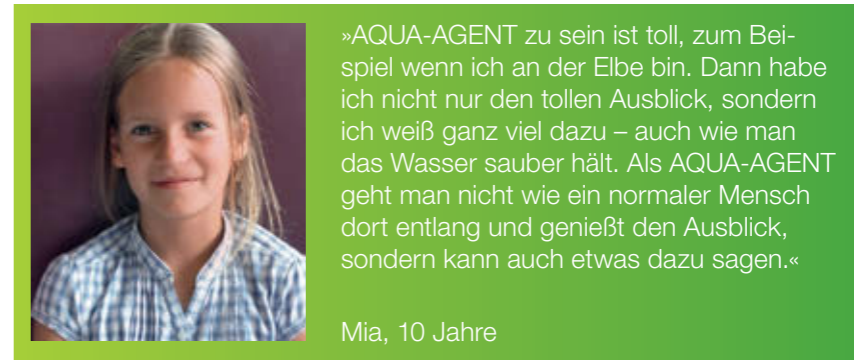 »AQUA-AGENT zu sein ist toll, zum Bei-
spiel wenn ich an der Elbe bin. Dann habe
ich nicht nur den tollen Ausblick, sondern
ich weiß ganz viel dazu – auch wie man
das Wasser sauber hält. Als AQUA-AGENT
geht man nicht wie ein normaler Mensch
dort entlang und genießt den Ausblick,
sondern kann auch etwas dazu sagen.«
Mia, 10 Jahre